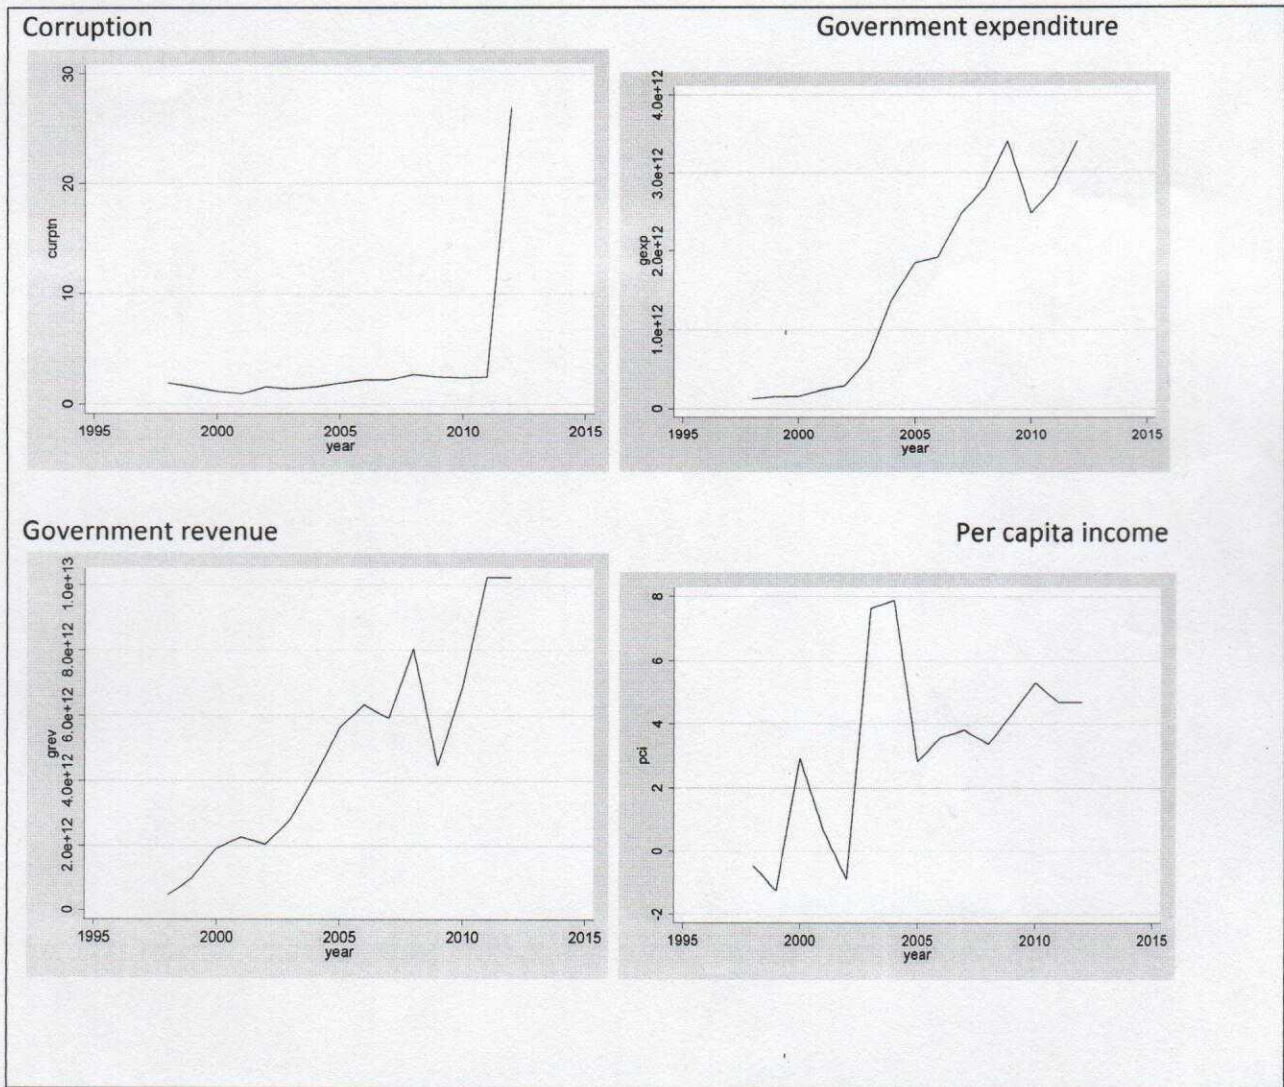 Corruption
Government expenditure
30
20
10
0
curptn
1995 2000 2005 2010 2015
year
4.0e+12
3.0e+12
2.0e+12
1.0e+12
0
gexp
1995 2000 2005 2010 2015
year
Government revenue
Per capita income
1.0e+13
8.0e+12
6.0e+12
4.0e+12
2.0e+12
0
grev
1995 2000 2005 2010 2015
year
8
6
4
2
0
-2
pci
1995 2000 2005 2010 2015
year